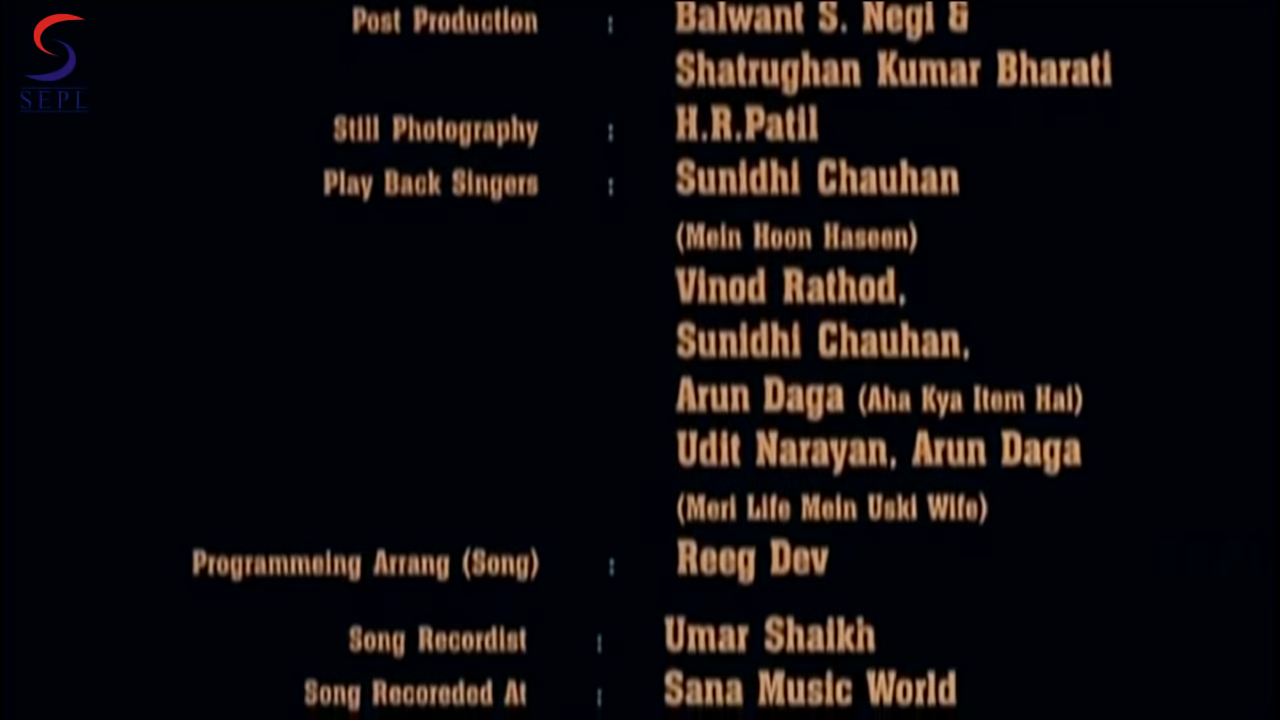 SEPL
Post Production : Balwant S. Negi &
Shatrughan Kumar Bharati
Still Photography : H.R.Patil
Play Back Singers : Sunidhi Chauhan
(Mein Hoon Haseen)
Vinod Rathod,
Sunidhi Chauhan,
Arun Daga (Aha Kya Item Hai)
Udit Narayan, Arun Daga
(Meri Life Mein Uski Wife)
Programmeing Arrang (Song) : Reeg Dev
Song Recordist : Umar Shaikh
Song Recoreded At : Sana Music World